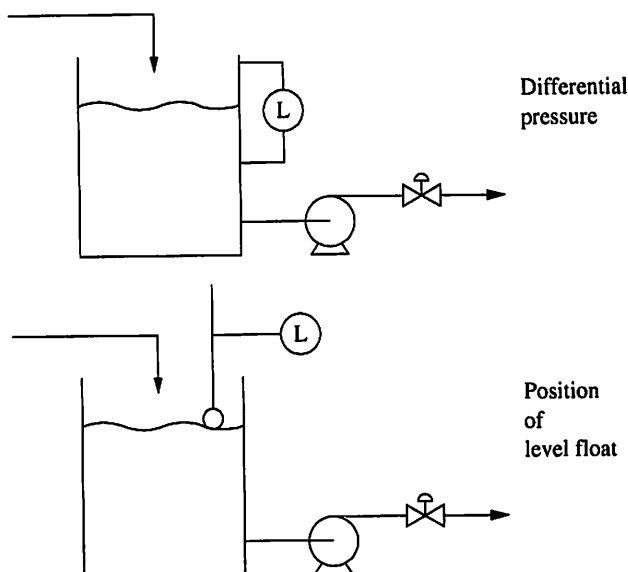 L
Differential
pressure
L
Position
of
level float